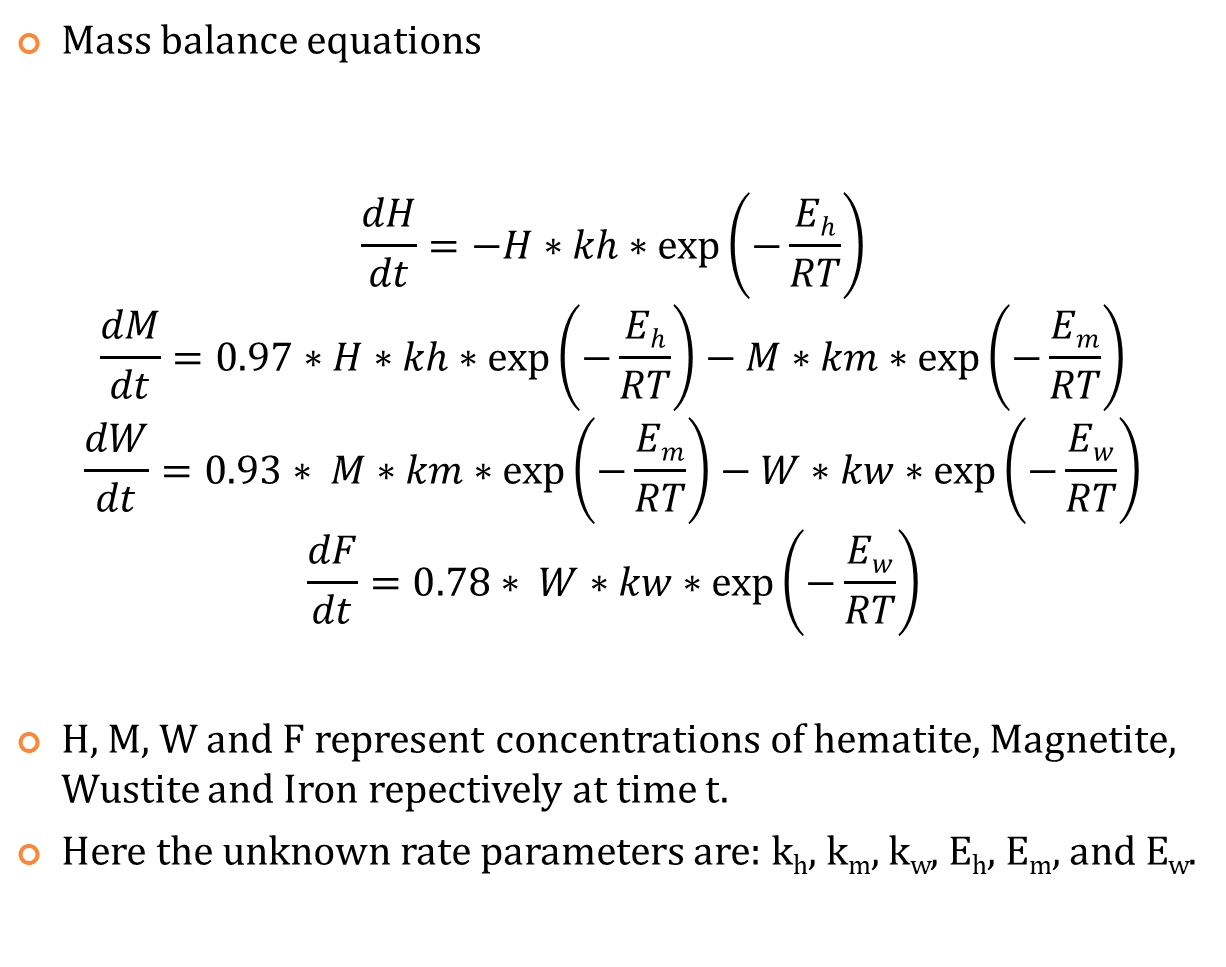 Mass balance equations
dH/dt = −H ∗ kh ∗ exp(−E_h/RT)
dM/dt = 0.97 ∗ H ∗ kh ∗ exp(−E_h/RT) − M ∗ km ∗ exp(−E_m/RT)
dW/dt = 0.93 ∗ M ∗ km ∗ exp(−E_m/RT) − W ∗ kw ∗ exp(−E_w/RT)
dF/dt = 0.78 ∗ W ∗ kw ∗ exp(−E_w/RT)
H, M, W and F represent concentrations of hematite, Magnetite,
Wustite and Iron repectively at time t.
Here the unknown rate parameters are: k_h, k_m, k_w, E_h, E_m, and E_w.